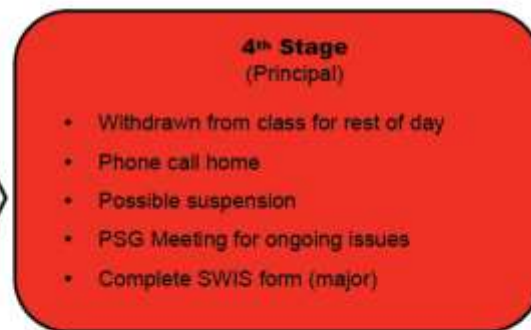 4th Stage
(Principal)
• Withdrawn from class for rest of day
• Phone call home
• Possible suspension
• PSG Meeting for ongoing issues
• Complete SWIS form (major)